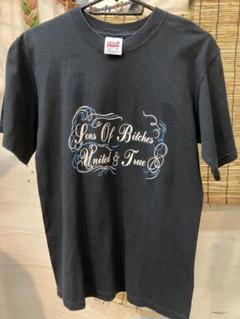 Sons Of Bitches
United & True